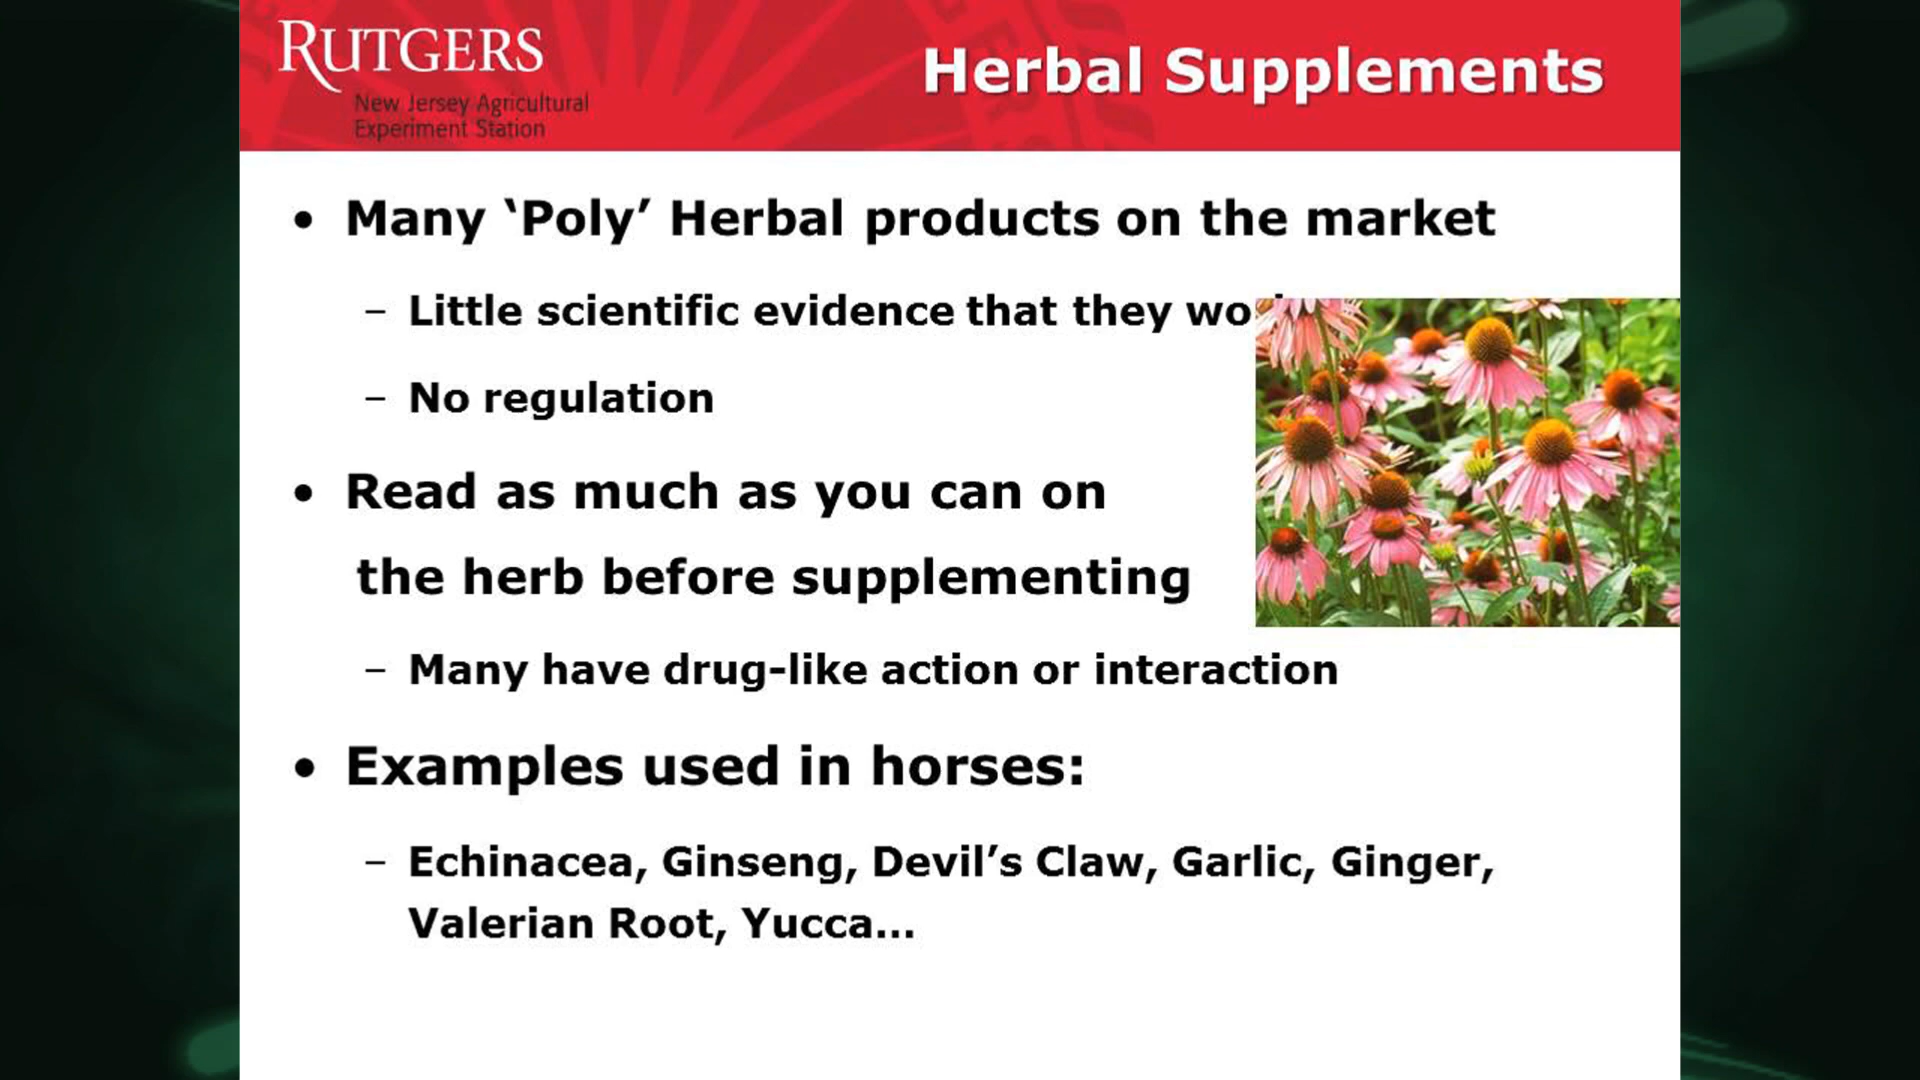 RUTGERS
New Jersey Agricultural
Experiment Station
Herbal Supplements
• Many ‘Poly’ Herbal products on the market
– Little scientific evidence that they
– No regulation
• Read as much as you can on
the herb before supplementing
– Many have drug-like action or interaction
• Examples used in horses:
– Echinacea, Ginseng, Devil’s Claw, Garlic, Ginger,
Valerian Root, Yucca...